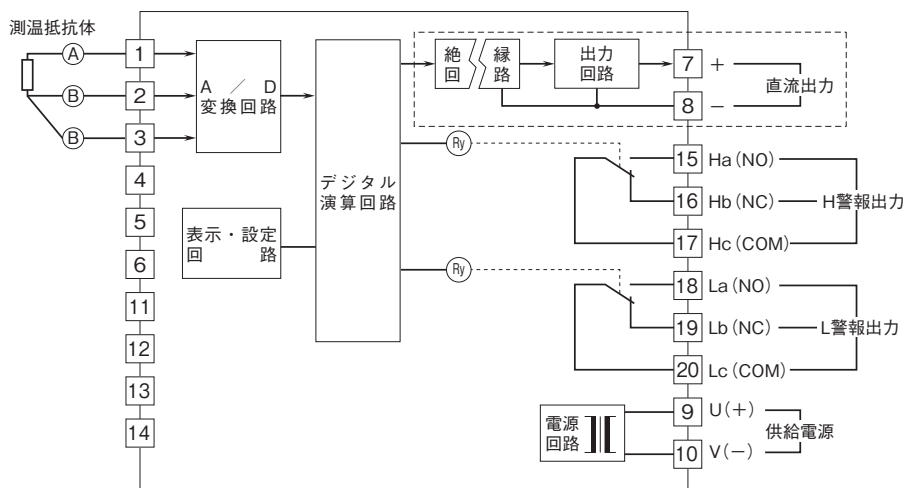 測温抵抗体
A
B
B
1
2
3
4
5
6
11
12
13
14
A / D
変換回路
表示・設定
回 路
デジタル
演算回路
絶 縁
回 路
出力
回路
Ry
Ry
電源
回路
7 +
8 −
直流出力
15 Ha(NO)
16 Hb(NC)
17 Hc(COM)
H警報出力
18 La(NO)
19 Lb(NC)
20 Lc(COM)
L警報出力
9 U(+)
10 V(−)
供給電源